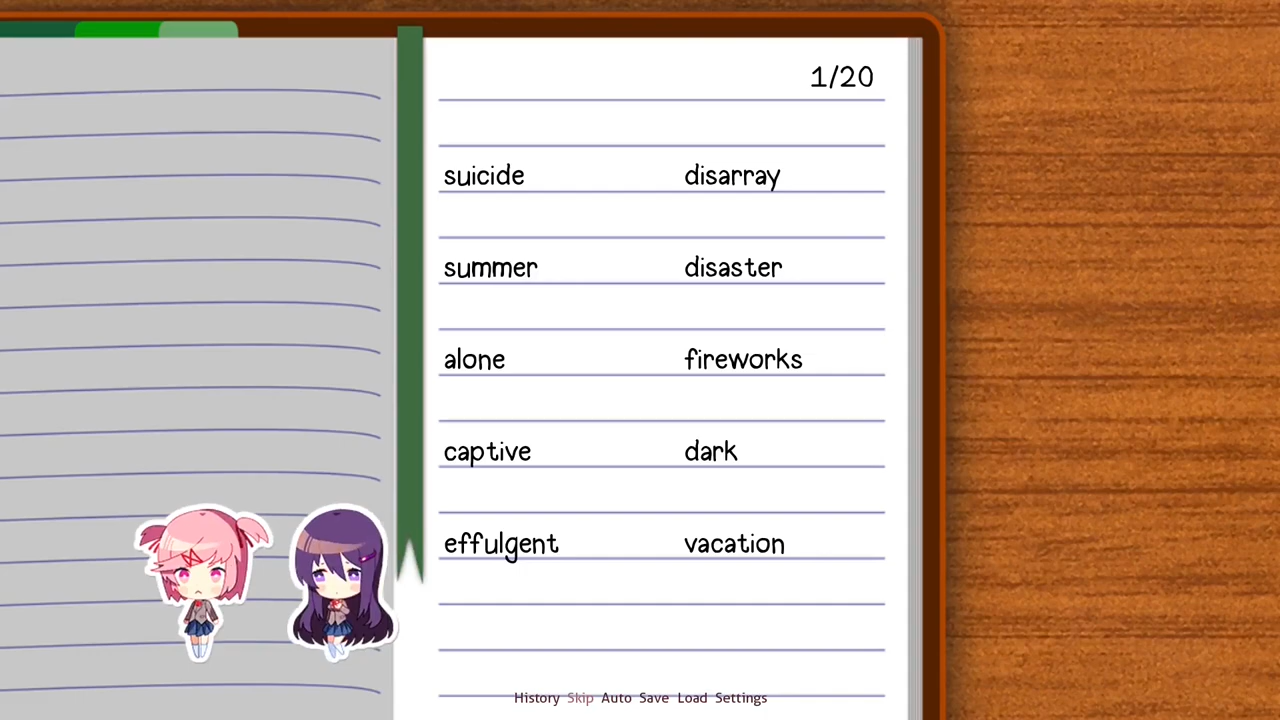 1/20
suicide disarray
summer disaster
alone fireworks
captive dark
effulgent vacation
History Skip Auto Save Load Settings